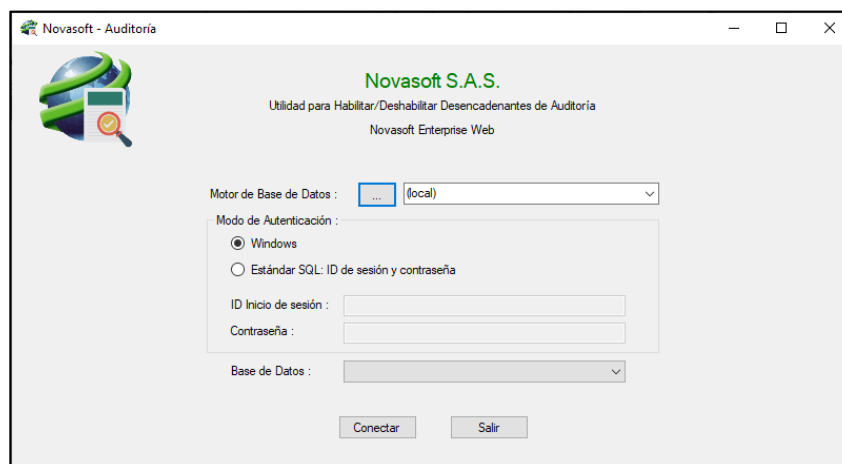 Novasoft - Auditoría
Novasoft S.A.S.
Utilidad para Habilitar/Deshabilitar Desencadenantes de Auditoría
Novasoft Enterprise Web
Motor de Base de Datos : ... (local)
Modo de Autenticación :
Windows
Estándar SQL: ID de sesión y contraseña
ID Inicio de sesión :
Contraseña :
Base de Datos :
Conectar Salir